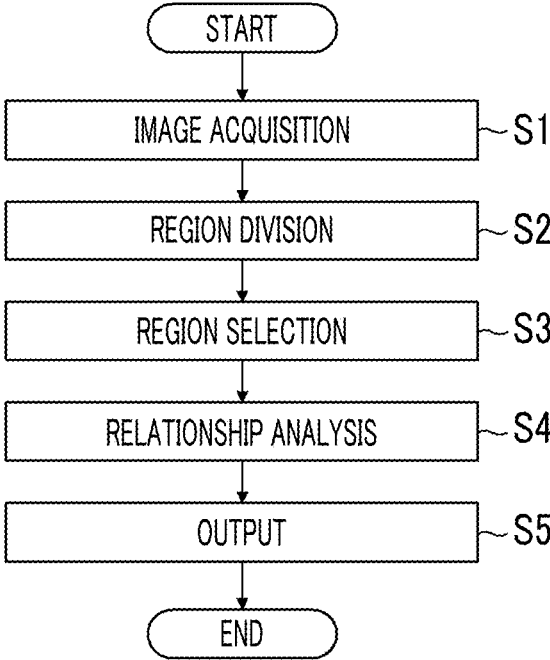 START
IMAGE ACQUISITION S1
REGION DIVISION S2
REGION SELECTION S3
RELATIONSHIP ANALYSIS S4
OUTPUT S5
END